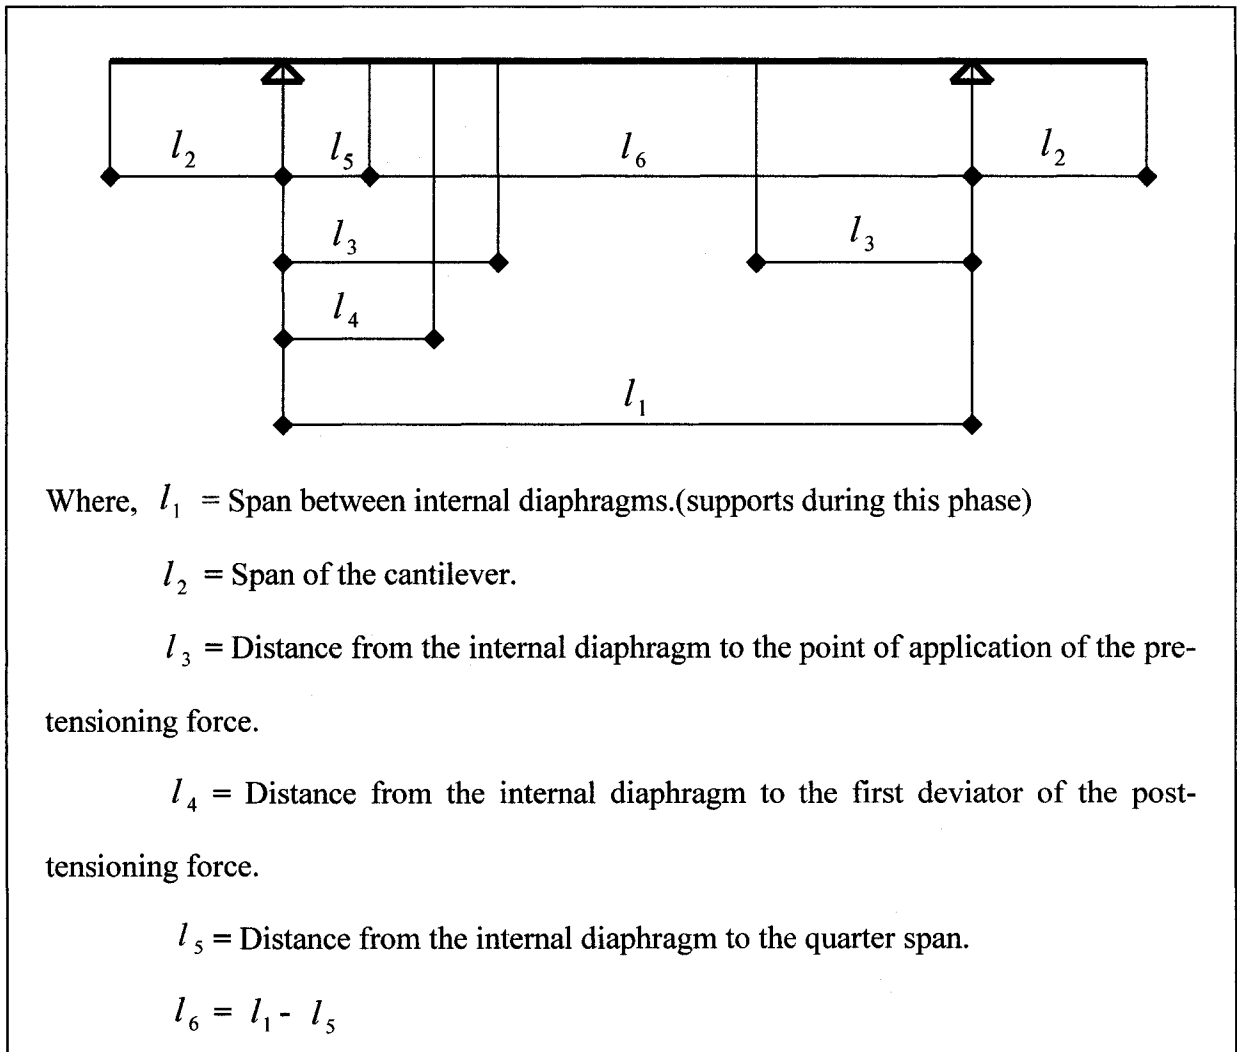 l₂ l₅ l₆ l₂
l₃ l₃
l₄
l₁
Where, l₁ = Span between internal diaphragms.(supports during this phase)
l₂ = Span of the cantilever.
l₃ = Distance from the internal diaphragm to the point of application of the pre-
tensioning force.
l₄ = Distance from the internal diaphragm to the first deviator of the post-
tensioning force.
l₅ = Distance from the internal diaphragm to the quarter span.
l₆ = l₁ - l₅